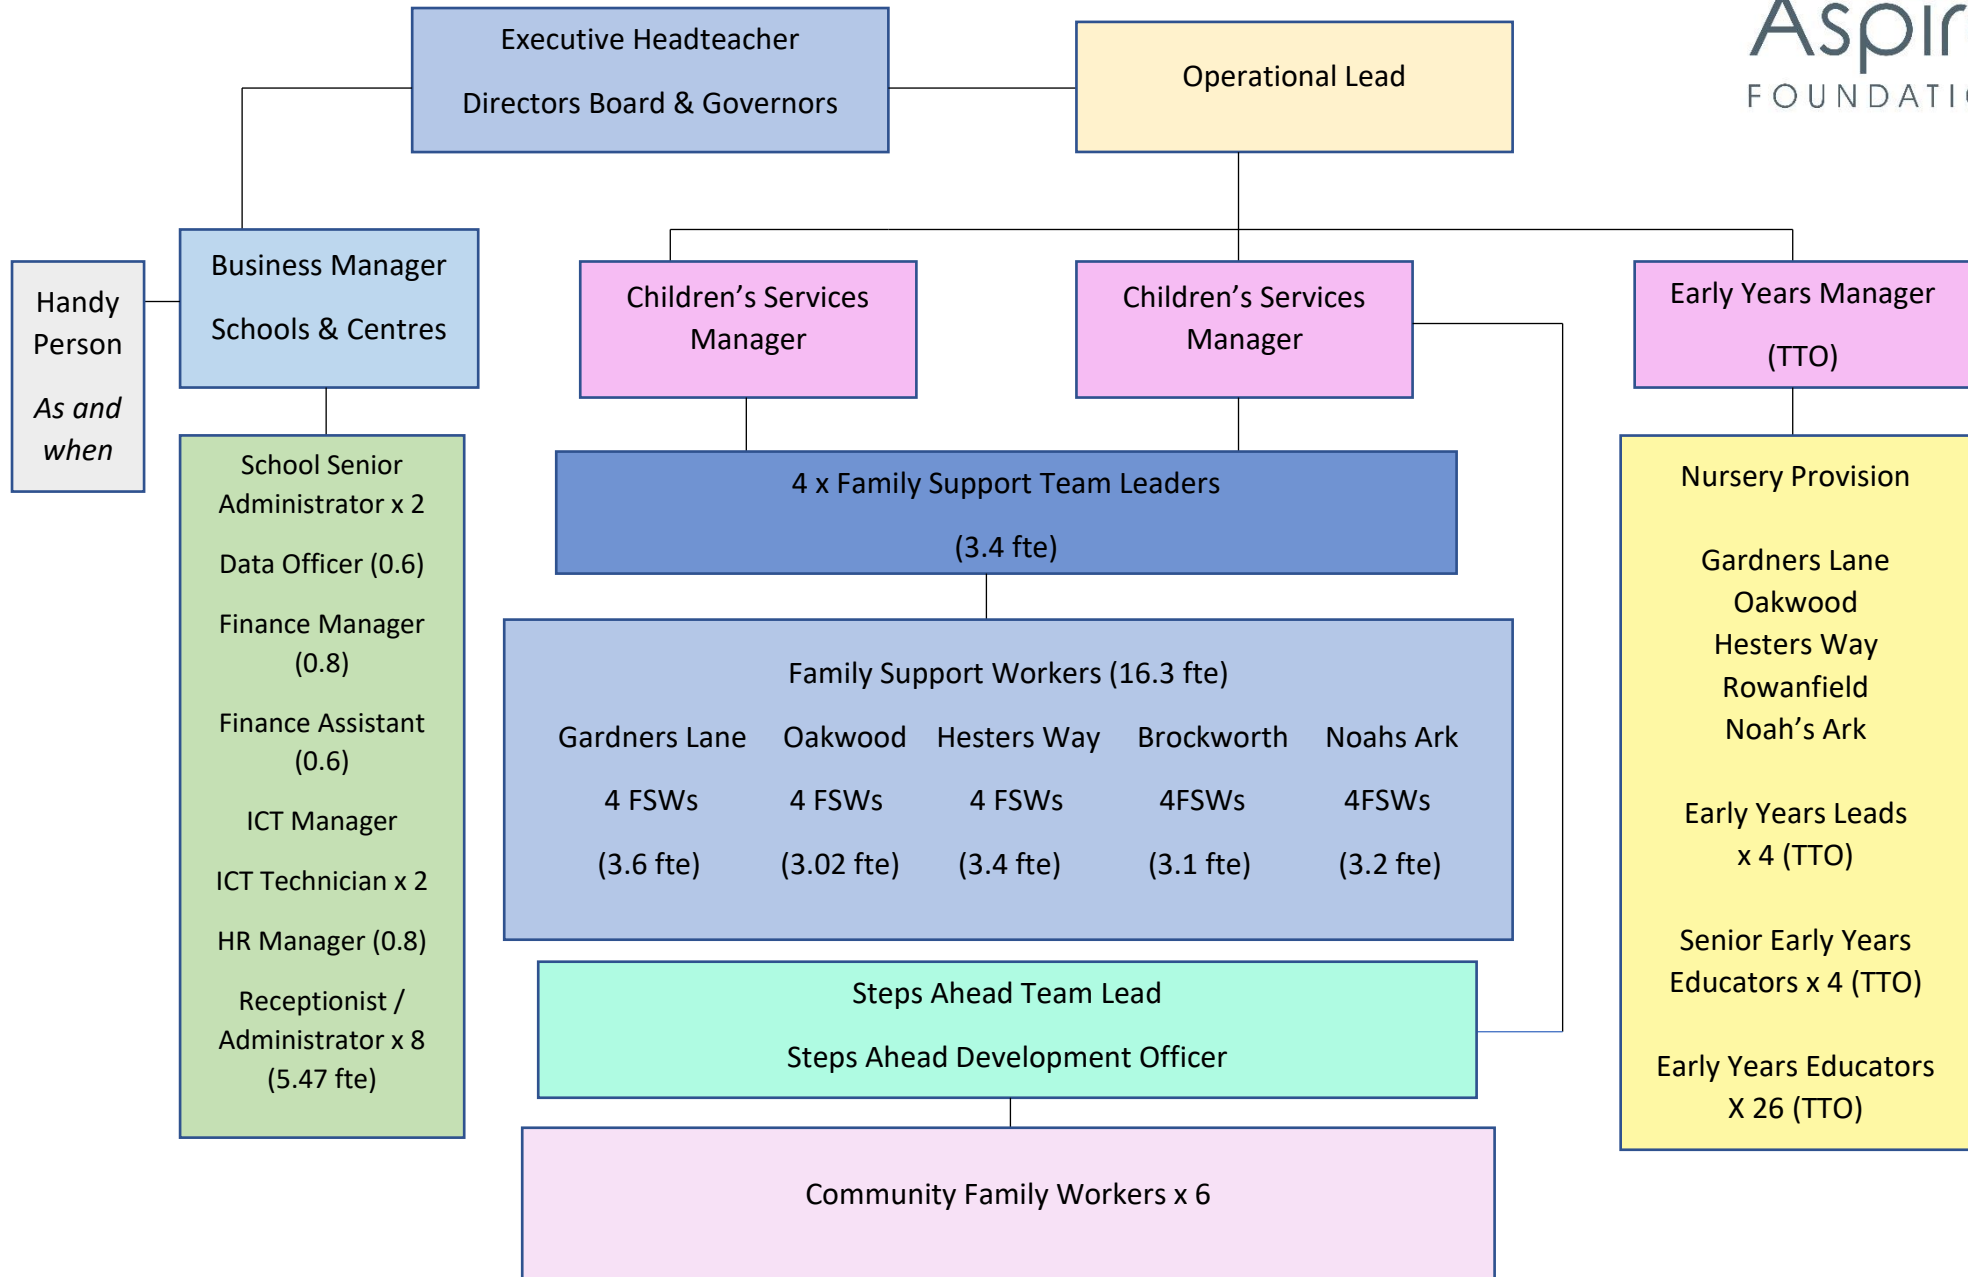 Executive Headteacher
Directors Board & Governors
Operational Lead
Handy
Person
As and
when
Business Manager
Schools & Centres
Children’s Services
Manager
Children’s Services
Manager
Early Years Manager
(TTO)
School Senior
Administrator x 2
Data Officer (0.6)
Finance Manager
(0.8)
Finance Assistant
(0.6)
ICT Manager
ICT Technician x 2
HR Manager (0.8)
Receptionist /
Administrator x 8
(5.47 fte)
4 x Family Support Team Leaders
(3.4 fte)
Family Support Workers (16.3 fte)
Gardners Lane Oakwood Hesters Way Brockworth Noahs Ark
4 FSWs 4 FSWs 4 FSWs 4FSWs 4FSWs
(3.6 fte) (3.02 fte) (3.4 fte) (3.1 fte) (3.2 fte)
Steps Ahead Team Lead
Steps Ahead Development Officer
Community Family Workers x 6
Nursery Provision
Gardners Lane
Oakwood
Hesters Way
Rowanfield
Noah’s Ark
Early Years Leads
x 4 (TTO)
Senior Early Years
Educators x 4 (TTO)
Early Years Educators
X 26 (TTO)